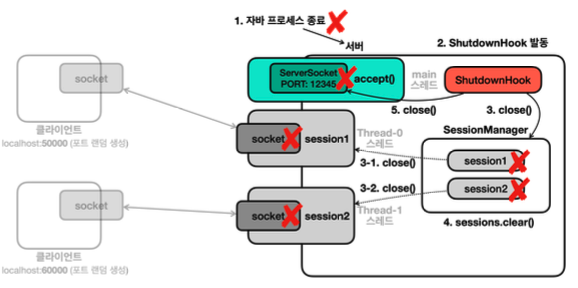 1. 자바 프로세스 종료
서버
2. ShutdownHook 발동
ServerSocket
PORT: 12345
accept()
main
스레드
ShutdownHook
5. close()
3. close()
socket
클라이언트
localhost:50000 (포트 랜덤 생성)
socket
session1
Thread-0
스레드
3-1. close()
SessionManager
session1
session2
4. sessions.clear()
3-2. close()
socket
session2
Thread-1
스레드
socket
클라이언트
localhost:60000 (포트 랜덤 생성)